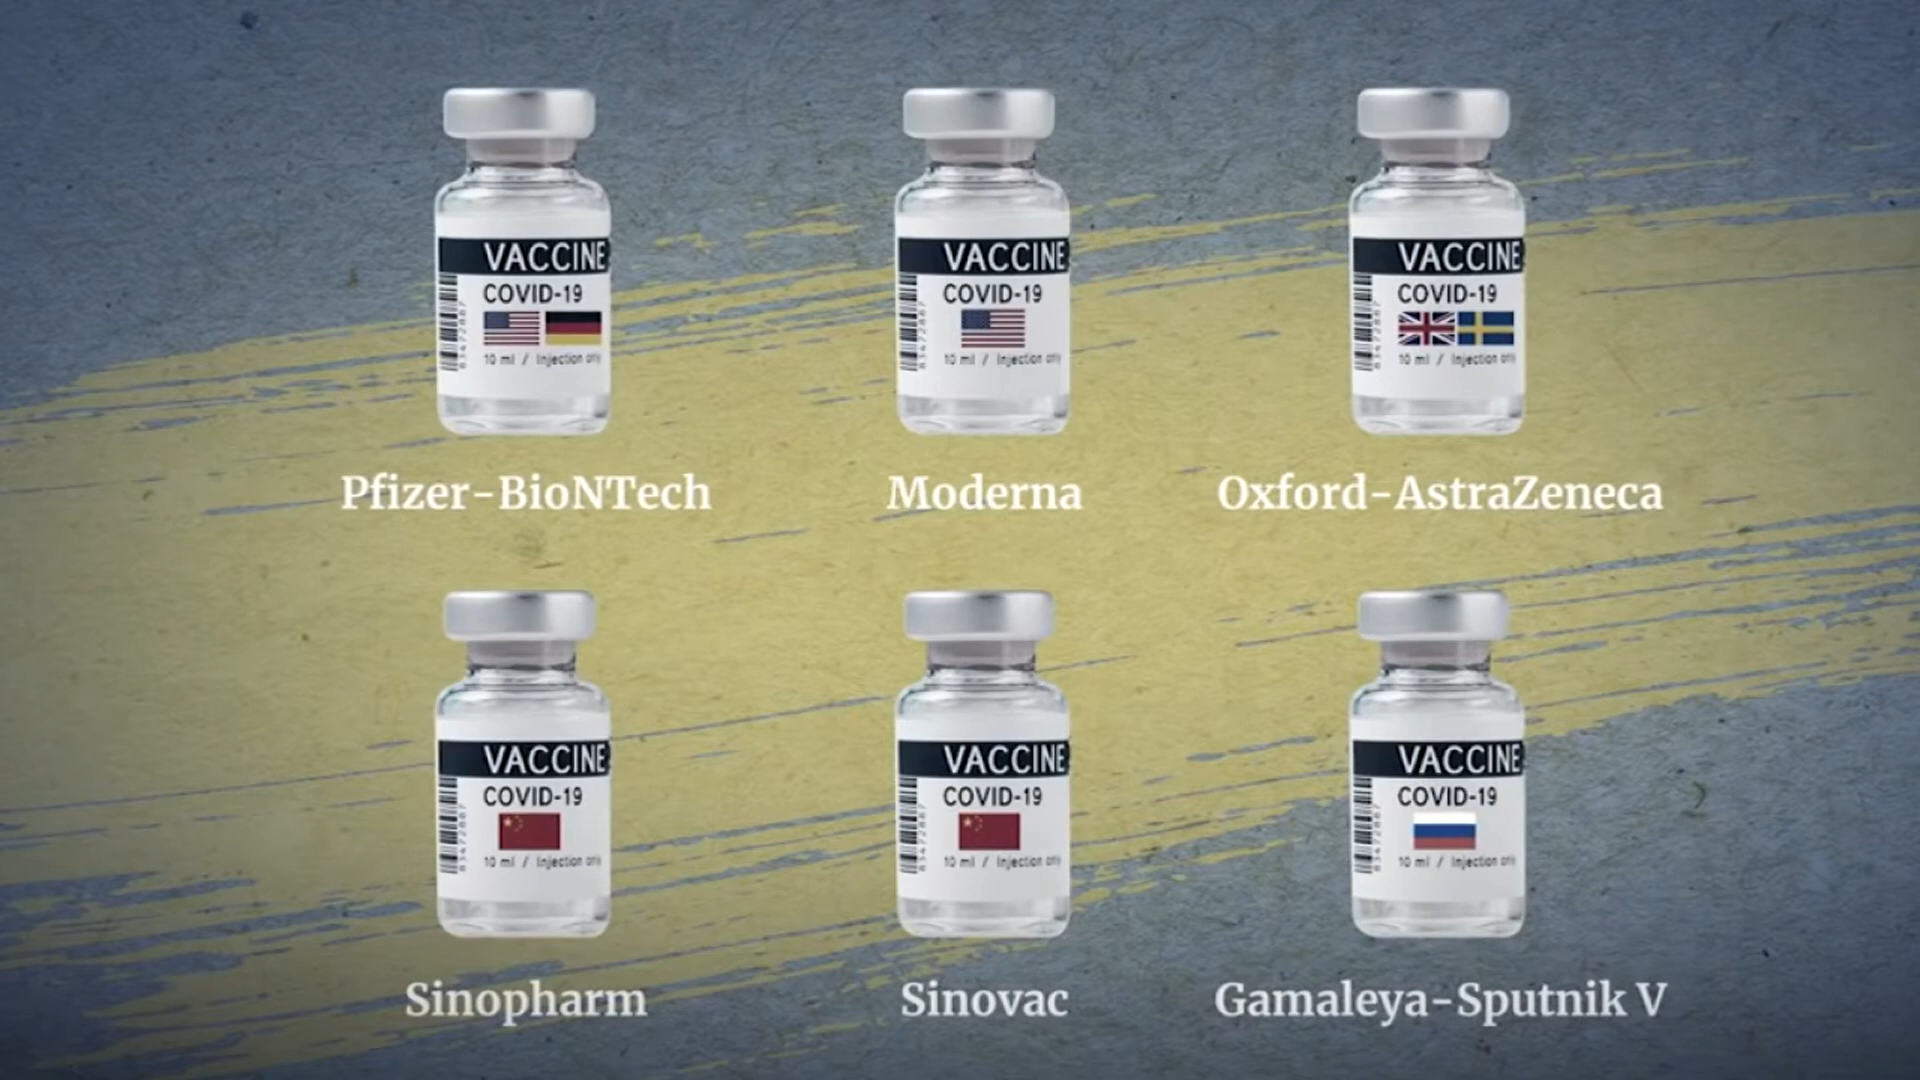 VACCINE
COVID-19
10 ml / Injection only
Pfizer-BioNTech
VACCINE
COVID-19
10 ml / Injection only
Moderna
VACCINE
COVID-19
10 ml / Injection only
Oxford-AstraZeneca
VACCINE
COVID-19
10 ml / Injection only
Sinopharm
VACCINE
COVID-19
10 ml / Injection only
Sinovac
VACCINE
COVID-19
10 ml / Injection only
Gamaleya-Sputnik V